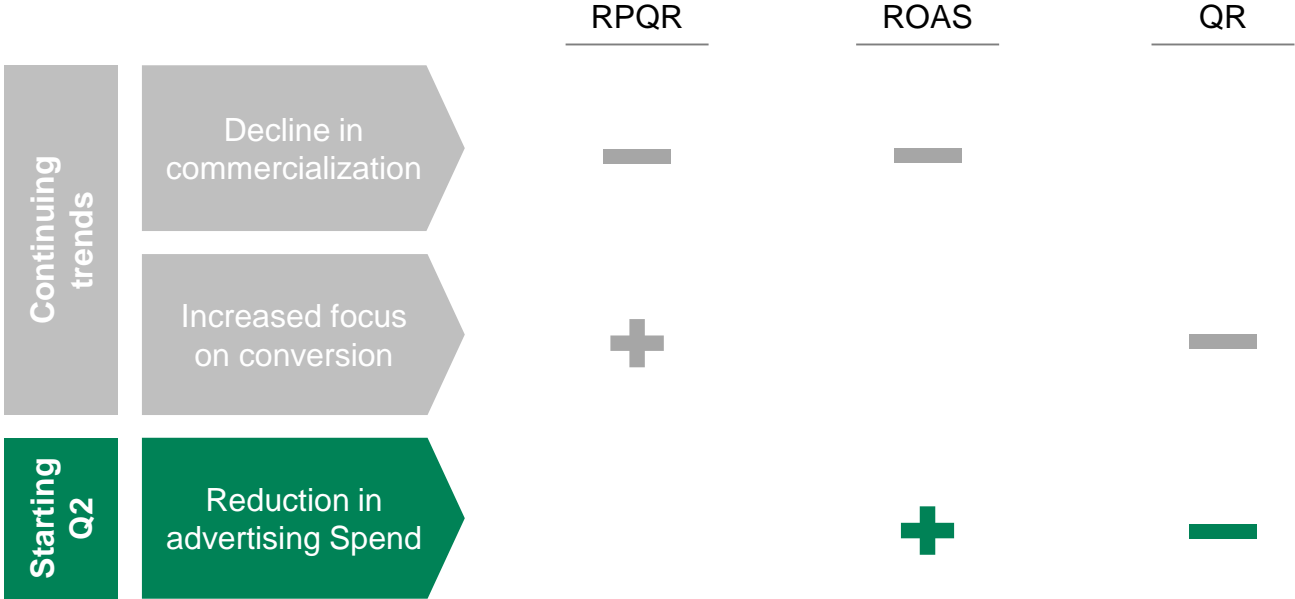 RPQR ROAS QR
Continuing
trends
Decline in
commercialization
Increased focus
on conversion
Starting
Q2
Reduction in
advertising Spend